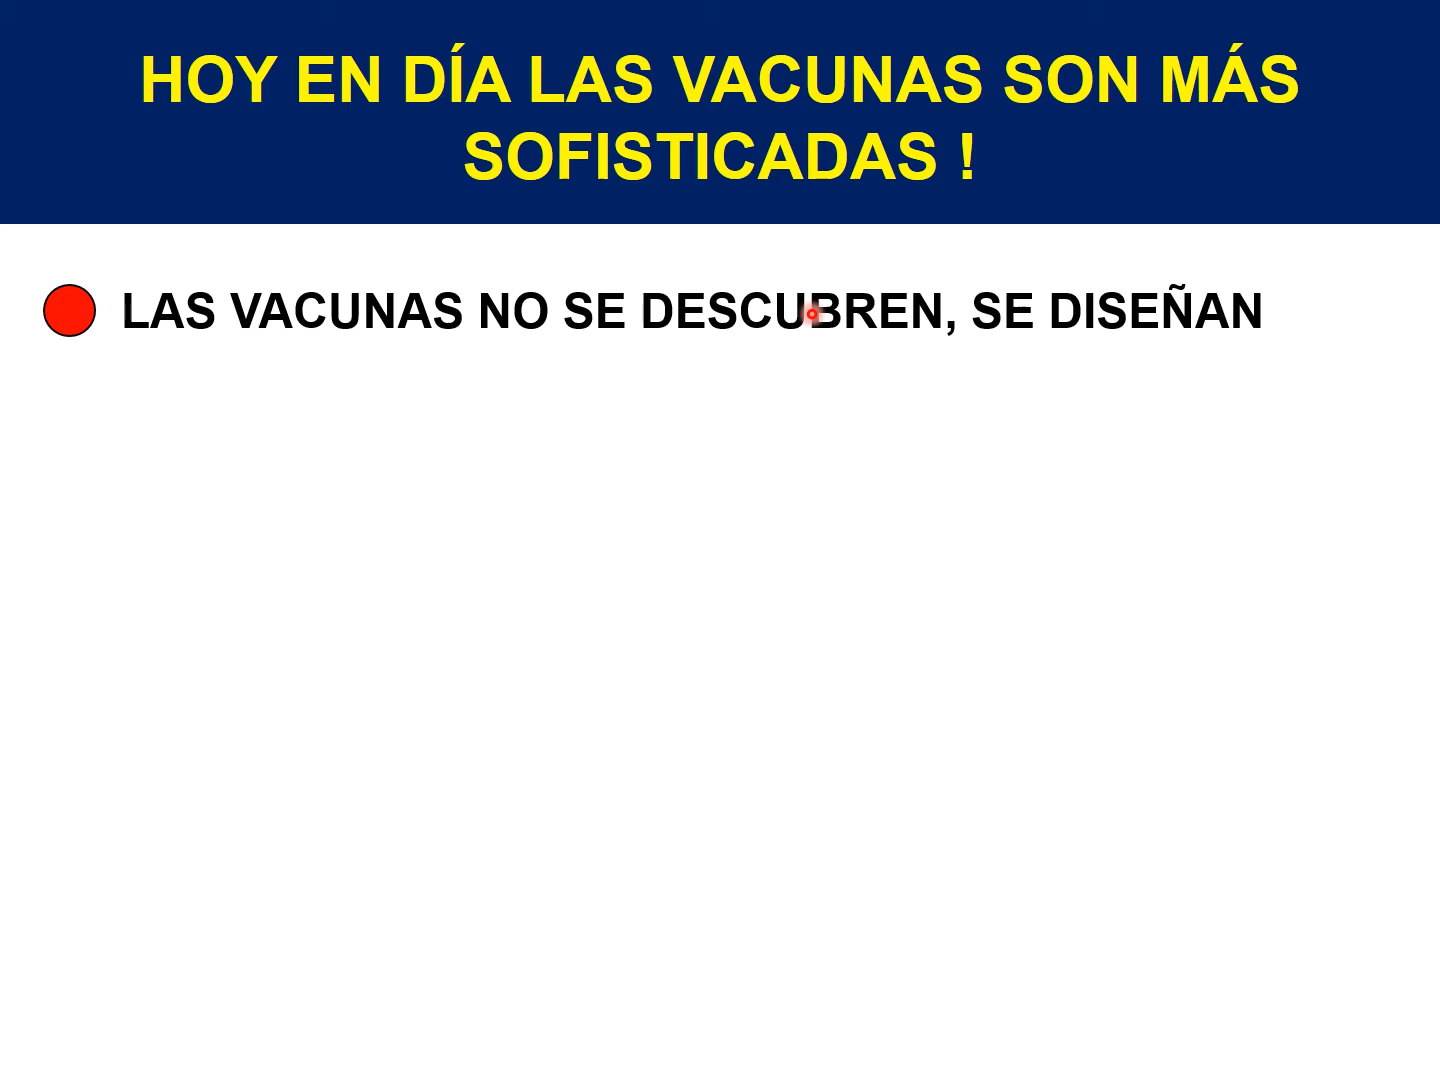 HOY EN DÍA LAS VACUNAS SON MÁS
SOFISTICADAS !
LAS VACUNAS NO SE DESCUBREN, SE DISEÑAN